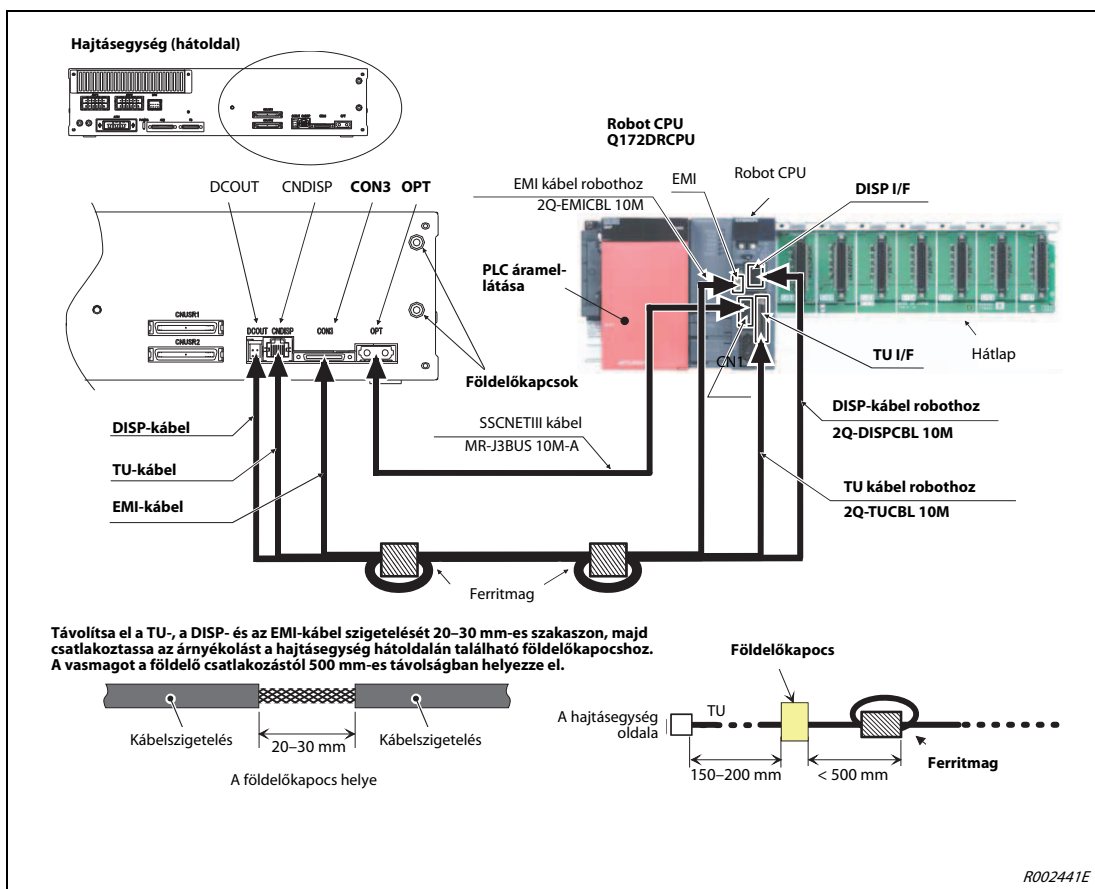 Hajtásegység (hátoldal)
Robot CPU
Q172DRCPU
DCOUT CNDISP CON3 OPT
EMI kábel robothoz
2Q-EMICBL 10M
EMI
Robot CPU
DISP I/F
PLC áramel-
látása
CNUSR1
CNUSR2
DCOUT CNDISP CON3 OPT
CN1
TU I/F
Hátlap
Földelőkapcsok
DISP-kábel
SSCNETIII kábel
MR-J3BUS 10M-A
DISP-kábel robothoz
2Q-DISPCBL 10M
TU-kábel
EMI-kábel
TU kábel robothoz
2Q-TUCBL 10M
Ferritmag
Távolítsa el a TU-, a DISP- és az EMI-kábel szigetelését 20–30 mm-es szakaszon, majd
csatlakoztassa az árnyékolást a hajtásegység hátoldalán található földelőkapocshoz.
A vasmagot a földelő csatlakozástól 500 mm-es távolságban helyezze el.
Kábelszigetelés
20–30 mm
Kábelszigetelés
A földelőkapocs helye
Földelőkapocs
A hajtásegység
oldala
TU
150–200 mm
< 500 mm
Ferritmag
R002441E